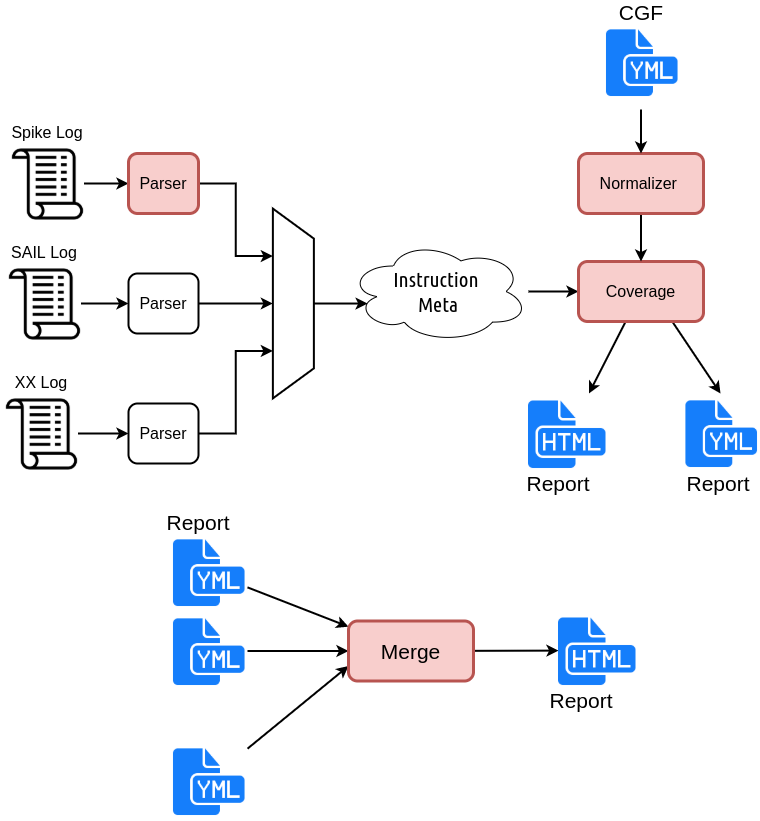 CGF
YML
Spike Log
Parser
Normalizer
SAIL Log
Parser
Instruction
Meta
Coverage
XX Log
Parser
HTML
Report
YML
Report
Report
YML
YML
Merge
HTML
Report
YML